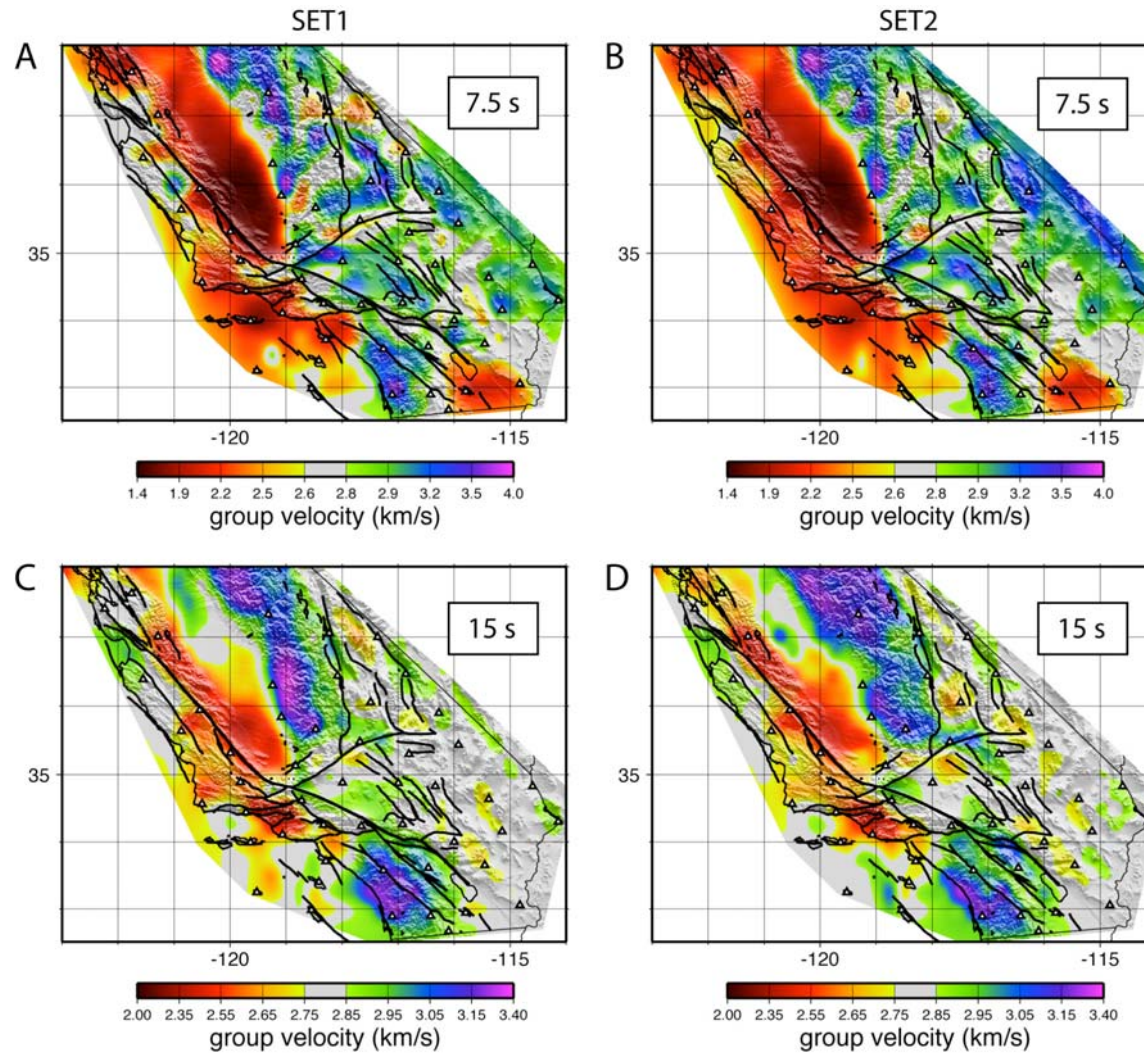 SET1
SET2
A
7.5 s
B
7.5 s
35
35
-120
-115
-120
-115
1.4 1.9 2.2 2.5 2.6 2.8 2.95 3.2 3.5 4.0
group velocity (km/s)
1.4 1.9 2.2 2.5 2.6 2.8 2.95 3.2 3.5 4.0
group velocity (km/s)
C
15 s
D
15 s
35
35
-120
-115
-120
-115
2.00 2.35 2.55 2.65 2.75 2.85 2.95 3.05 3.15 3.40
group velocity (km/s)
2.00 2.35 2.55 2.65 2.75 2.85 2.95 3.05 3.15 3.40
group velocity (km/s)